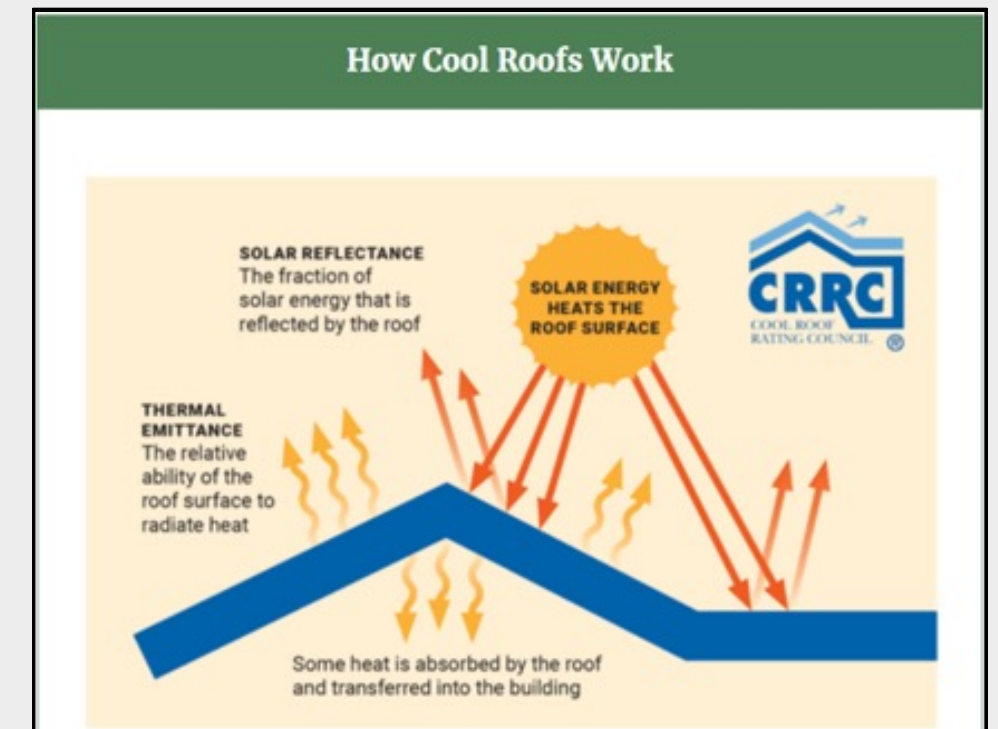 How Cool Roofs Work
SOLAR REFLECTANCE
The fraction of
solar energy that is
reflected by the roof
SOLAR ENERGY
HEATS THE
ROOF SURFACE
CRRC
COOL ROOF
RATING COUNCIL ®
THERMAL
EMITTANCE
The relative
ability of the
roof surface to
radiate heat
Some heat is absorbed by the roof
and transferred into the building